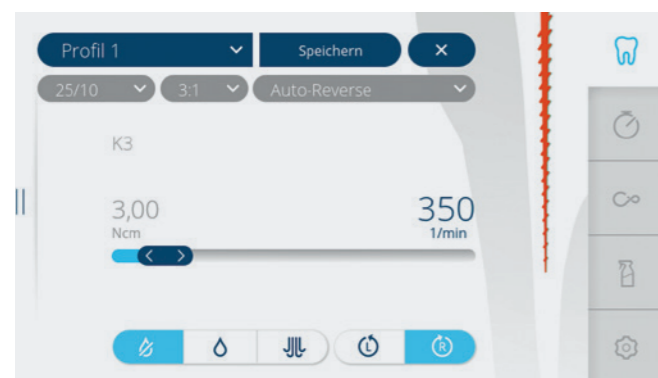 Profil 1 Speichern
25/10 3:1 Auto-Reverse
K3
3,00 350
Ncm 1/min
L R